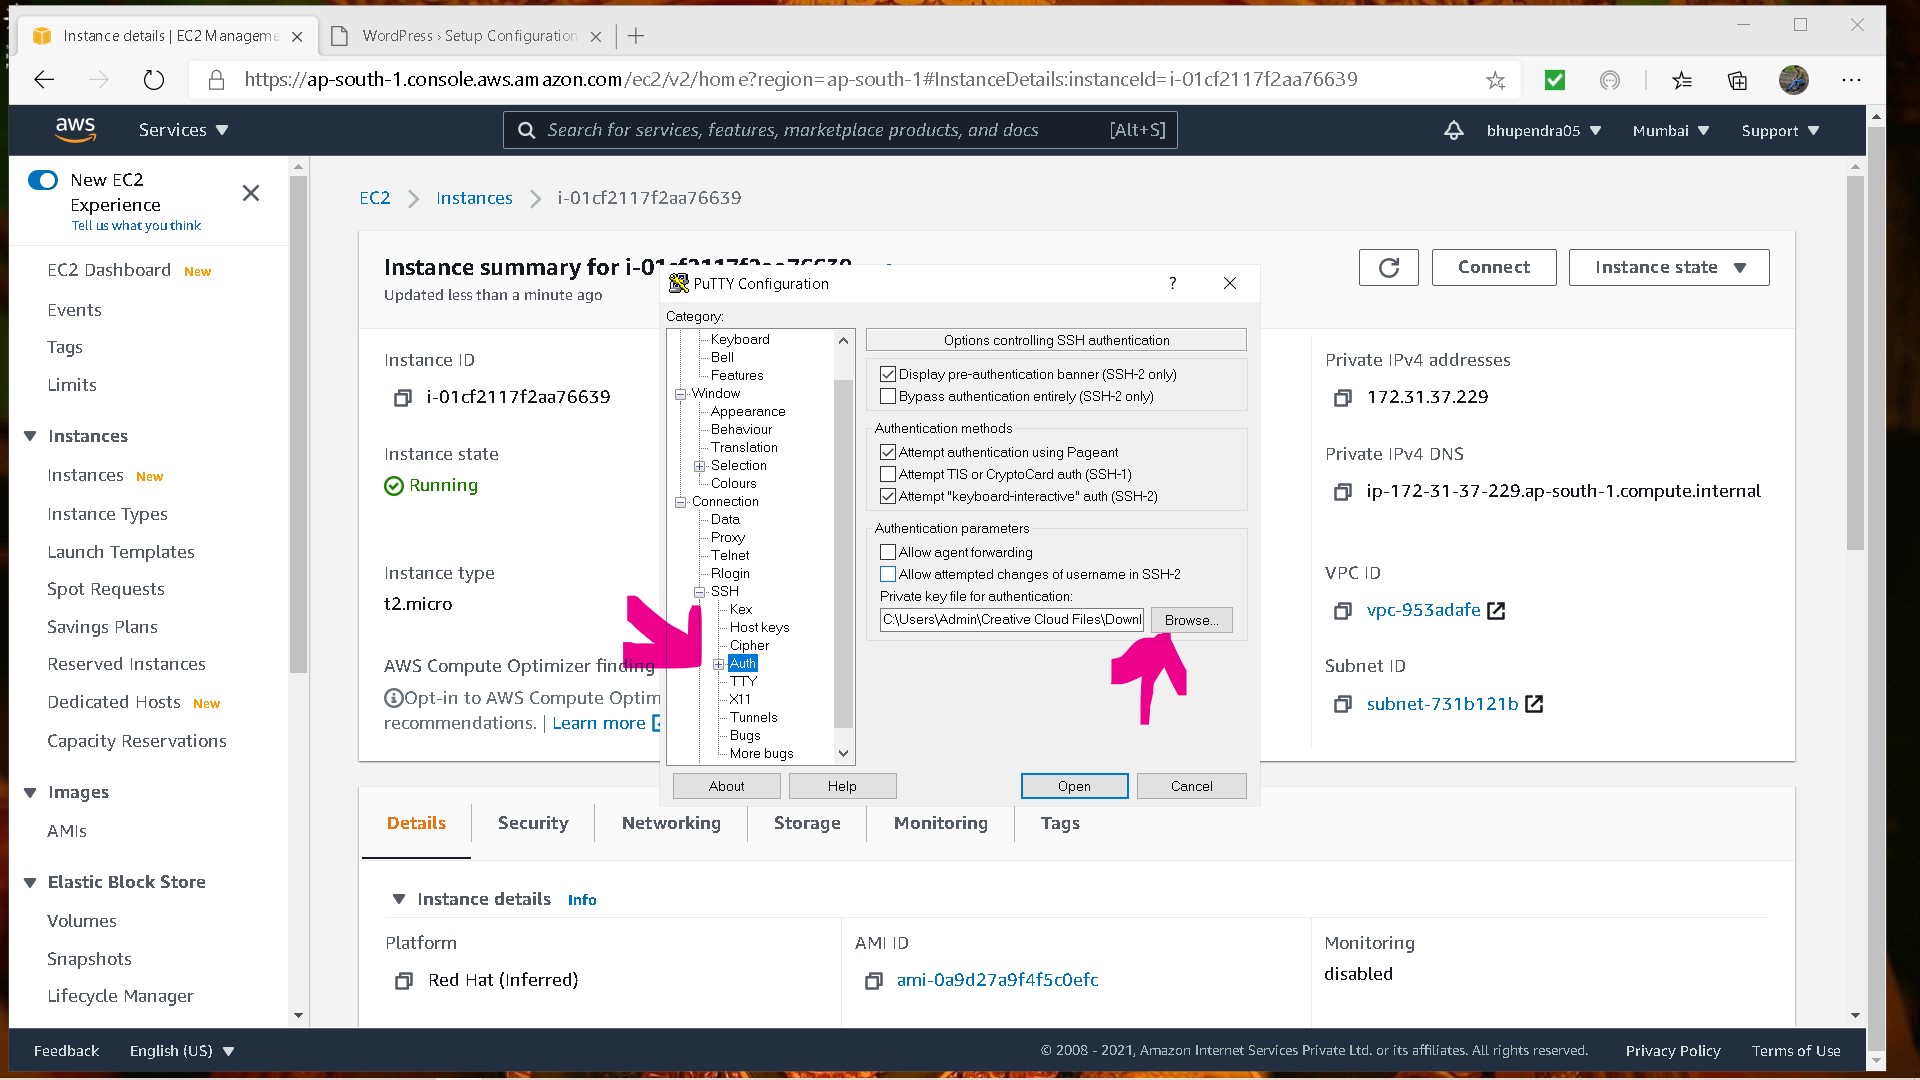 Instance details | EC2 Manageme
WordPress › Setup Configuration
https://ap-south-1.console.aws.amazon.com/ec2/v2/home?region=ap-south-1#InstanceDetails:instanceId=i-01cf2117f2aa76639
aws
Services
Search for services, features, marketplace products, and docs [Alt+S]
bhupendra05
Mumbai
Support
New EC2
Experience
Tell us what you think
EC2 Dashboard New
Events
Tags
Limits
Instances
Instances New
Instance Types
Launch Templates
Spot Requests
Savings Plans
Reserved Instances
Dedicated Hosts New
Capacity Reservations
Images
AMIs
Elastic Block Store
Volumes
Snapshots
Lifecycle Manager
EC2 > Instances > i-01cf2117f2aa76639
Instance summary for i-01cf2117f2aa76639
Updated less than a minute ago
Connect
Instance state
Instance ID
i-01cf2117f2aa76639
Instance state
Running
Instance type
t2.micro
AWS Compute Optimizer finding
Opt-in to AWS Compute Optim
recommendations. | Learn more
PuTTY Configuration
?
Category:
Keyboard
Bell
Features
Window
Appearance
Behaviour
Translation
Selection
Colours
Connection
Data
Proxy
Telnet
Rlogin
SSH
Kex
Host keys
Cipher
Auth
TTY
X11
Tunnels
Bugs
More bugs
Options controlling SSH authentication
Display pre-authentication banner (SSH-2 only)
Bypass authentication entirely (SSH-2 only)
Authentication methods
Attempt authentication using Pageant
Attempt TIS or CryptoCard auth (SSH-1)
Attempt "keyboard-interactive" auth (SSH-2)
Authentication parameters
Allow agent forwarding
Allow attempted changes of username in SSH-2
Private key file for authentication:
C:\Users\Admin\Creative Cloud Files\Downl
Browse...
About
Help
Open
Cancel
Private IPv4 addresses
172.31.37.229
Private IPv4 DNS
ip-172-31-37-229.ap-south-1.compute.internal
VPC ID
vpc-953adafe
Subnet ID
subnet-731b121b
Details
Security
Networking
Storage
Monitoring
Tags
Instance details Info
Platform
Red Hat (Inferred)
AMI ID
ami-0a9d27a9f4f5c0efc
Monitoring
disabled
Feedback
English (US)
© 2008 - 2021, Amazon Internet Services Private Ltd. or its affiliates. All rights reserved.
Privacy Policy
Terms of Use